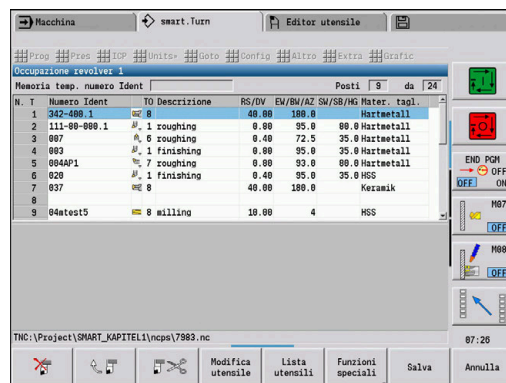 Macchina smart.Turn Editor utensile
Prog Pres ICP Units» Goto Config Altro Extra Grafic
Occupazione revolver 1
Memoria temp. numero Ident Posti 9 da 24
N. T Numero Ident TO Descrizione RS/DV EW/BW/AZ SW/SB/HG Mater. tagl.
1 342-400.1 8 40.00 180.0 Hartmetall
2 111-80-080.1 1 roughing 0.80 95.0 80.0 Hartmetall
3 007 6 roughing 0.40 72.5 35.0 Hartmetall
4 003 1 finishing 0.80 95.0 35.0 Hartmetall
5 004AP1 7 roughing 0.80 93.0 80.0 Hartmetall
6 020 1 finishing 0.40 95.0 35.0 HSS
7 037 8 40.00 180.0 Keramik
8
9 04mtest5 8 milling 10.00 4 HSS
TNC:\Project\SMART_KAPITEL1\ncps\7983.nc
END PGM
OFF
OFF ON
M07
OFF
M08
OFF
07:26
Modifica utensile
Lista utensili
Funzioni speciali
Salva
Annulla